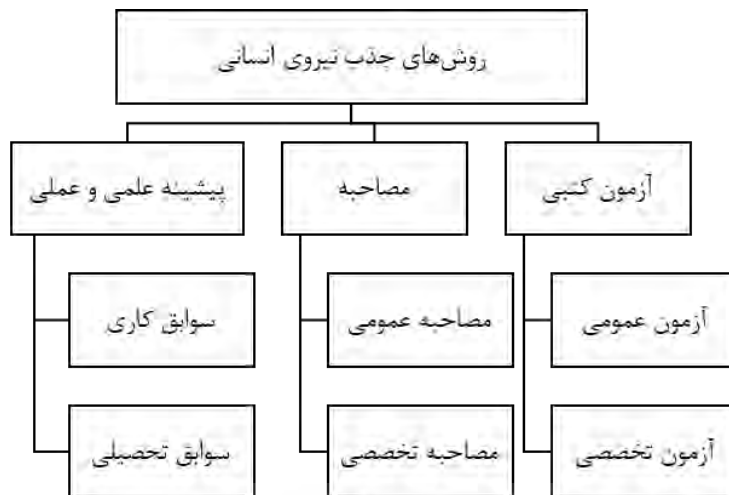 روش‌های جذب نیروی انسانی
آزمون کتبی
مصاحبه
پیشینه علمی و عملی
آزمون عمومی
مصاحبه عمومی
سوابق کاری
آزمون تخصصی
مصاحبه تخصصی
سوابق تحصیلی